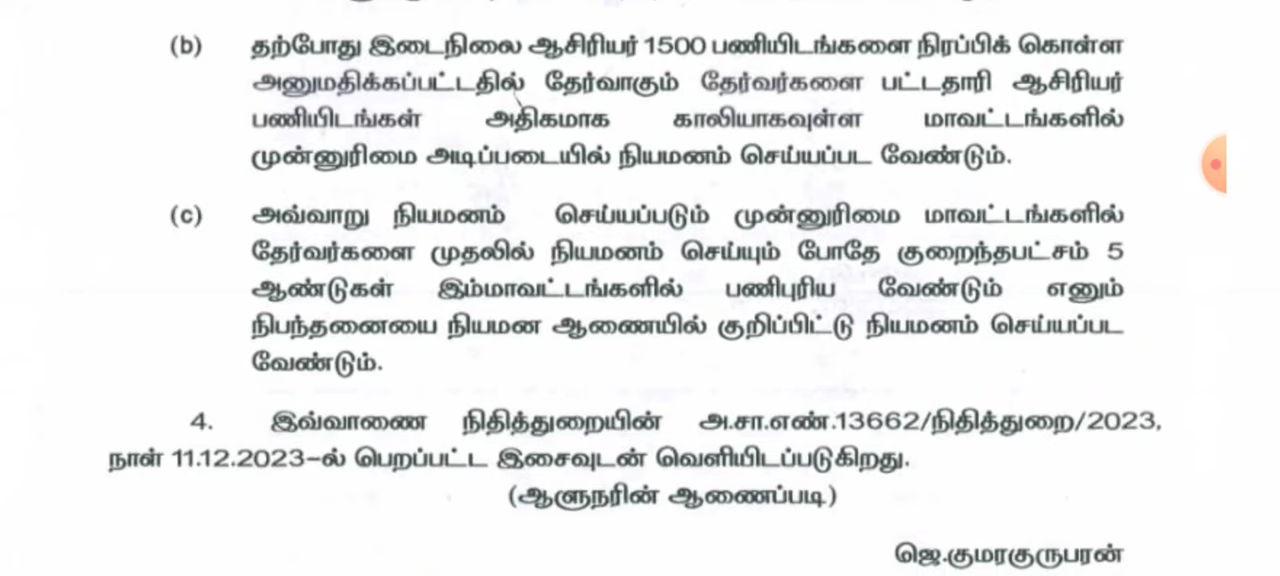 (b) தற்போது இடைநிலை ஆசிரியர் 1500 பணியிடங்களை நிரப்பிக் கொள்ள
அனுமதிக்கப்பட்டதில் தேர்வாகும் தேர்வர்களை பட்டதாரி ஆசிரியர்
பணியிடங்கள் அதிகமாக காலியாகவுள்ள மாவட்டங்களில்
முன்னுரிமை அடிப்படையில் நியமனம் செய்யப்பட வேண்டும்.
(c) அவ்வாறு நியமனம் செய்யப்படும் முன்னுரிமை மாவட்டங்களில்
தேர்வர்களை முதலில் நியமனம் செய்யும் போதே குறைந்தபட்சம் 5
ஆண்டுகள் இம்மாவட்டங்களில் பணிபுரிய வேண்டும் எனும்
நிபந்தனையை நியமன ஆணையில் குறிப்பிட்டு நியமனம் செய்யப்பட
வேண்டும்.
4. இவ்வாணை நிதித்துறையின் அ.சா.எண்.13662/நிதித்துறை/2023,
நாள் 11.12.2023-ல் பெறப்பட்ட இசைவுடன் வெளியிடப்படுகிறது.
(ஆளுநரின் ஆணைப்படி)
ஜெ.குமரகுருபரன்